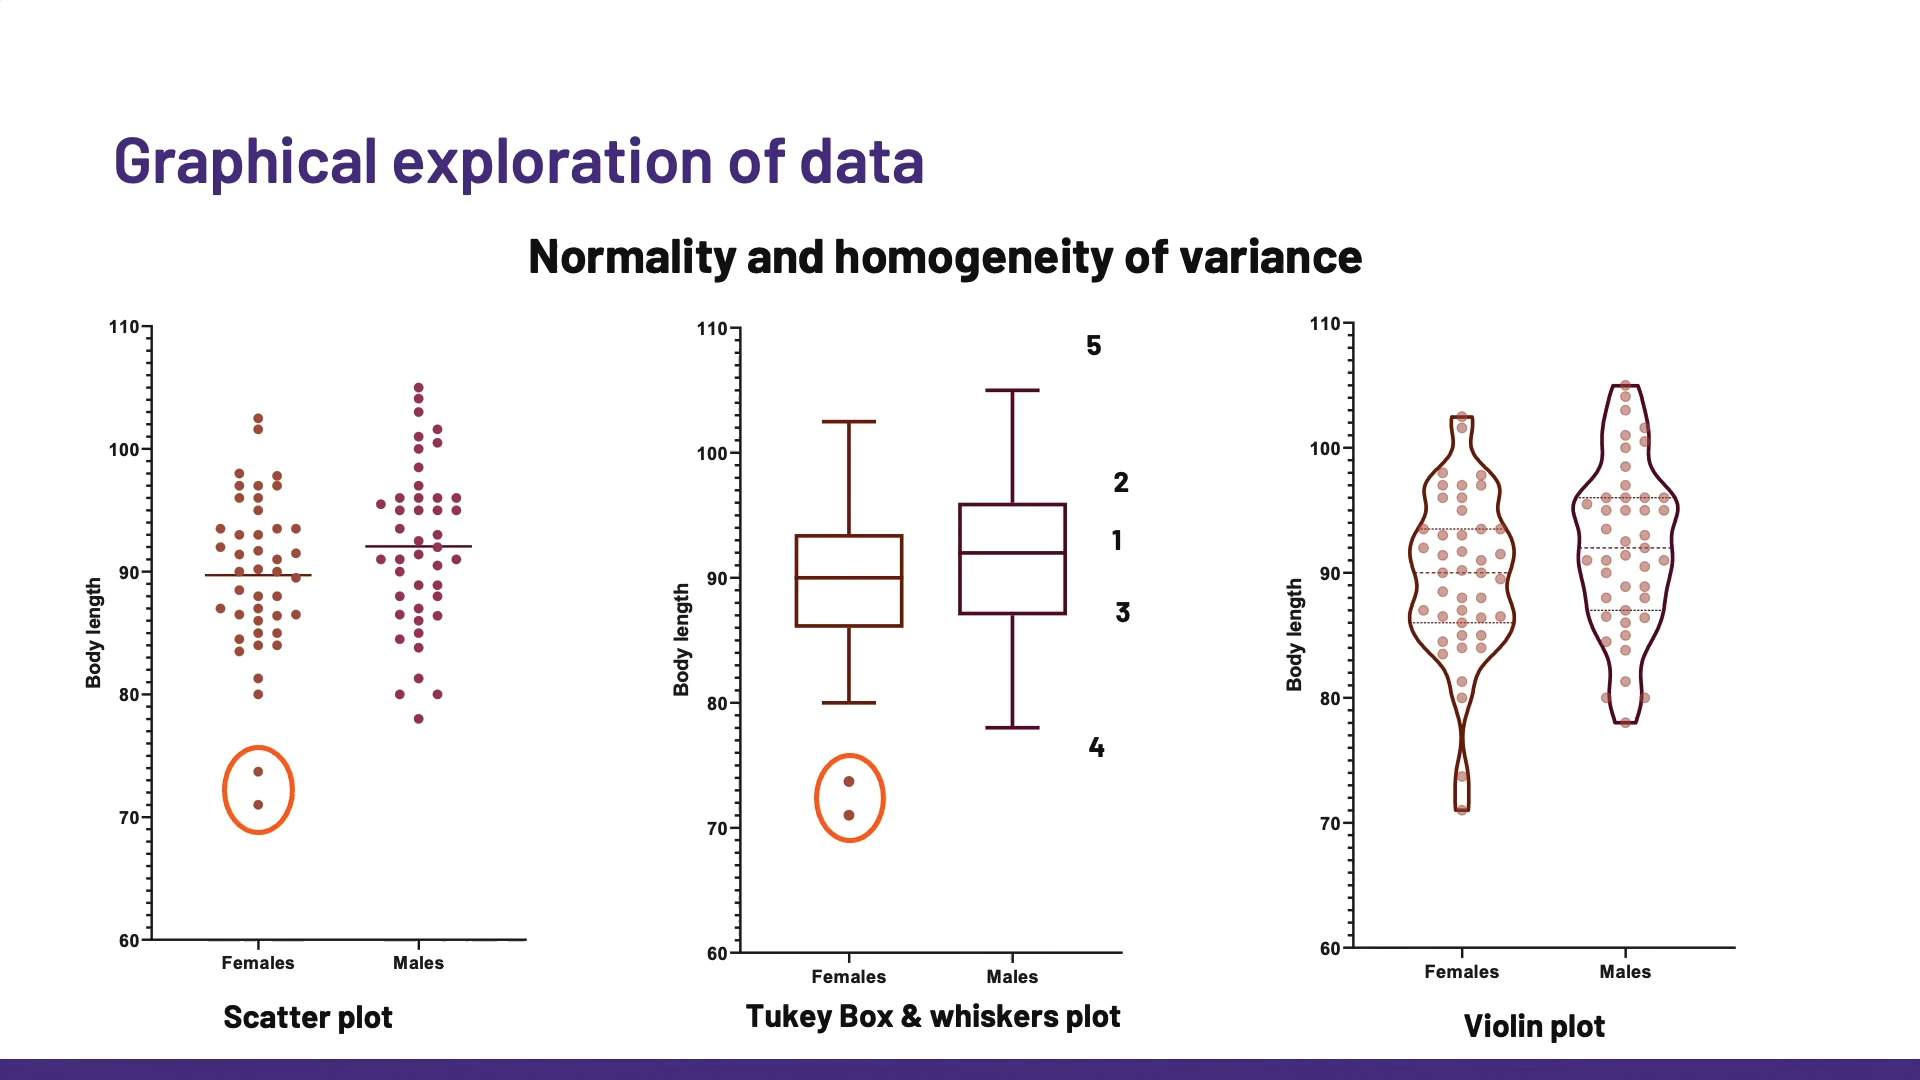 Graphical exploration of data
Normality and homogeneity of variance
110
100
90
80
70
60
Body length
Females
Males
Scatter plot
110
100
90
80
70
60
Body length
Females
Males
5
2
1
3
4
Tukey Box & whiskers plot
110
100
90
80
70
60
Body length
Females
Males
Violin plot